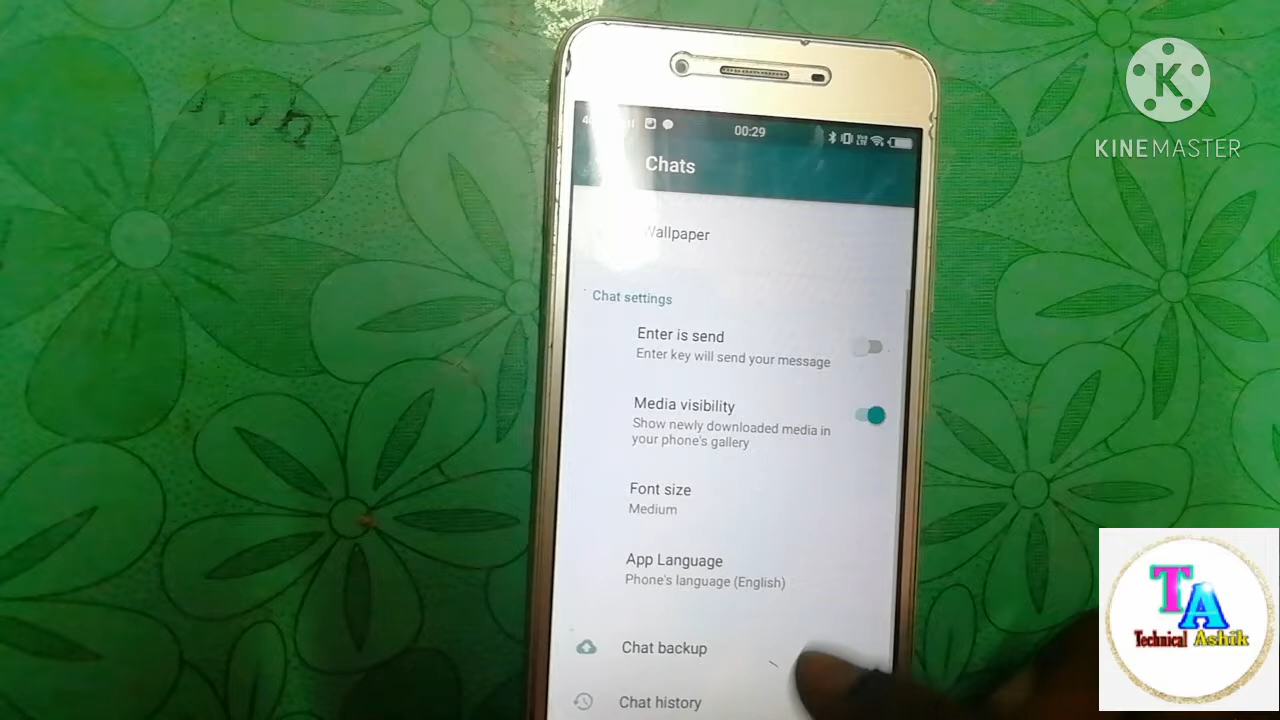 00:29
Chats
Wallpaper
Chat settings
Enter is send
Enter key will send your message
Media visibility
Show newly downloaded media in
your phone's gallery
Font size
Medium
App Language
Phone's language (English)
Chat backup
Chat history
K
KINEMASTER
TA
Technical Ashik